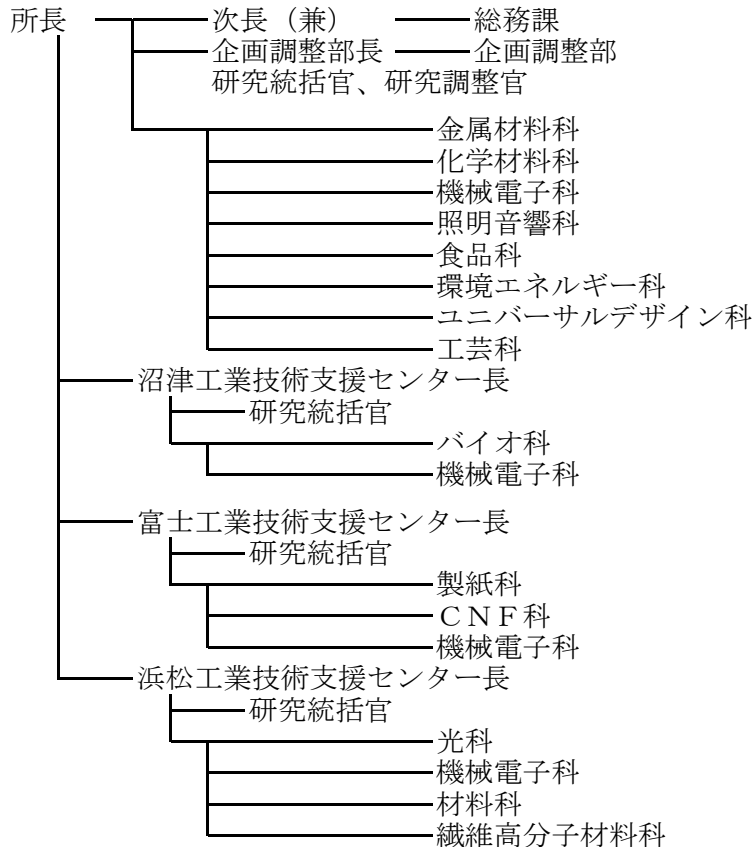 所長 次長（兼） 総務課
企画調整部長 企画調整部
研究統括官、研究調整官
金属材料科
化学材料科
機械電子科
照明音響科
食品科
環境エネルギー科
ユニバーサルデザイン科
工芸科
沼津工業技術支援センター長
研究統括官
バイオ科
機械電子科
富士工業技術支援センター長
研究統括官
製紙科
ＣＮＦ科
機械電子科
浜松工業技術支援センター長
研究統括官
光科
機械電子科
材料科
繊維高分子材料科